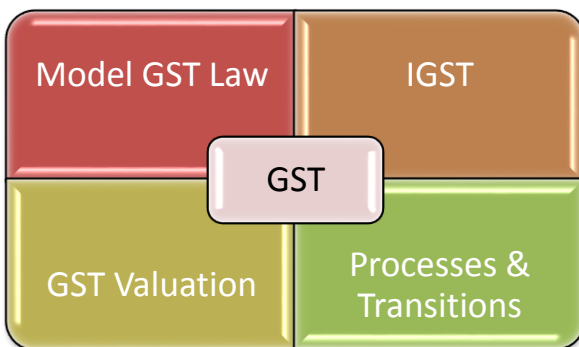 Model GST Law
IGST
GST
GST Valuation
Processes &
Transitions